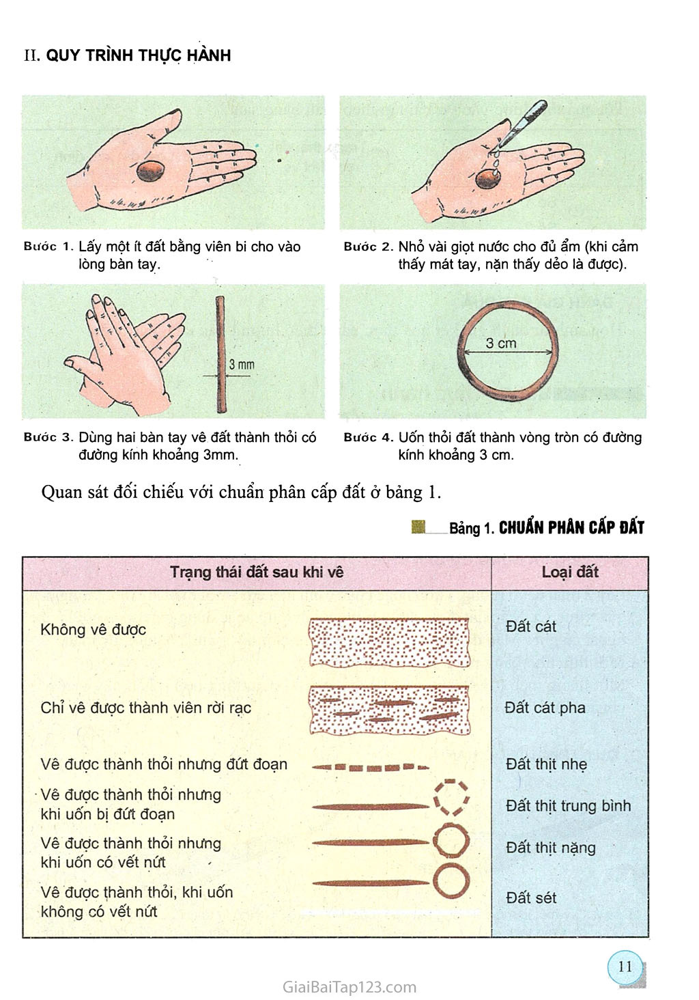 II. QUY TRÌNH THỰC HÀNH
Bước 1. Lấy một ít đất bằng viên bi cho vào
lòng bàn tay.
Bước 2. Nhỏ vài giọt nước cho đủ ẩm (khi cảm
thấy mát tay, nặn thấy dẻo là được).
3 mm
3 cm
Bước 3. Dùng hai bàn tay vê đất thành thỏi có
đường kính khoảng 3mm.
Bước 4. Uốn thỏi đất thành vòng tròn có đường
kính khoảng 3 cm.
Quan sát đối chiếu với chuẩn phân cấp đất ở bảng 1.
Bảng 1. CHUẨN PHÂN CẤP ĐẤT
Trạng thái đất sau khi vê
Loại đất
Không vê được
Đất cát
Chỉ vê được thành viên rời rạc
Đất cát pha
Vê được thành thỏi nhưng đứt đoạn
Đất thịt nhẹ
Vê được thành thỏi nhưng
khi uốn bị đứt đoạn
Đất thịt trung bình
Vê được thành thỏi nhưng
khi uốn có vết nứt
Đất thịt nặng
Vê được thành thỏi, khi uốn
không có vết nứt
Đất sét
11
GiaiBaiTap123.com